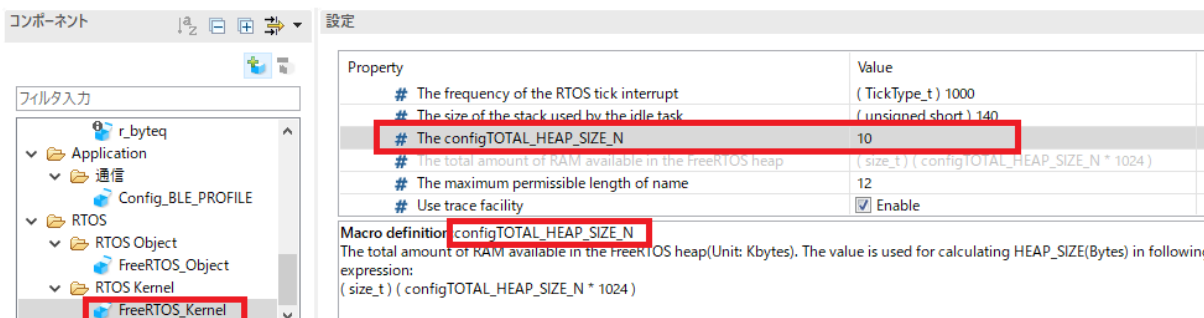 コンポーネント
設定
フィルタ入力
r_byteq
Application
通信
Config_BLE_PROFILE
RTOS
RTOS Object
FreeRTOS_Object
RTOS Kernel
FreeRTOS_Kernel
Property Value
# The frequency of the RTOS tick interrupt ( TickType_t ) 1000
# The size of the stack used by the idle task ( unsigned short ) 140
# The configTOTAL_HEAP_SIZE_N 10
# The total amount of RAM available in the FreeRTOS heap ( size_t ) ( configTOTAL_HEAP_SIZE_N * 1024 )
# The maximum permissible length of name 12
# Use trace facility Enable
Macro definition: configTOTAL_HEAP_SIZE_N
The total amount of RAM available in the FreeRTOS heap(Unit: Kbytes). The value is used for calculating HEAP_SIZE(Bytes) in following
expression:
( size_t ) ( configTOTAL_HEAP_SIZE_N * 1024 )